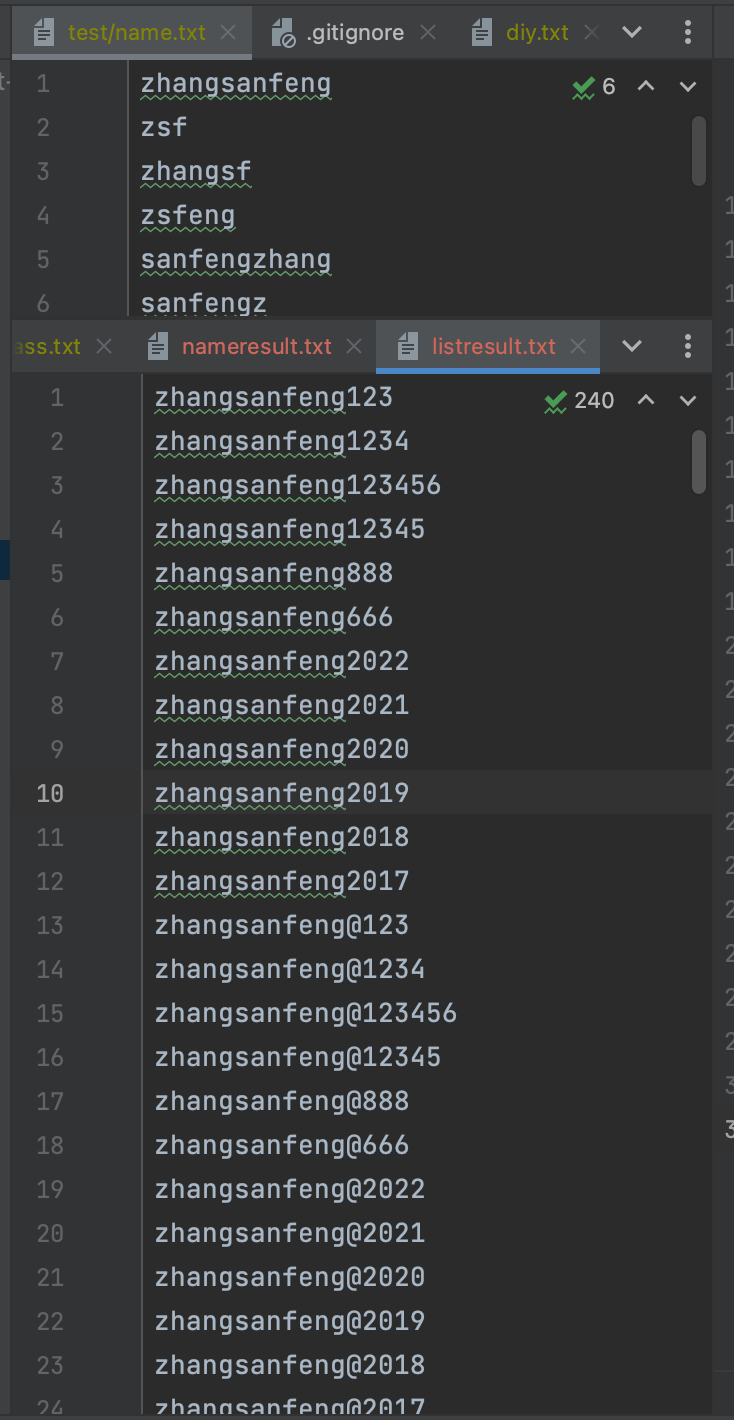 test/name.txt .gitignore diy.txt
1 zhangsanfeng 6
2 zsf
3 zhangsf
4 zsfeng
5 sanfengzhang
6 sanfengz
ass.txt nameresult.txt listresult.txt
1 zhangsanfeng123 240
2 zhangsanfeng1234
3 zhangsanfeng123456
4 zhangsanfeng12345
5 zhangsanfeng888
6 zhangsanfeng666
7 zhangsanfeng2022
8 zhangsanfeng2021
9 zhangsanfeng2020
10 zhangsanfeng2019
11 zhangsanfeng2018
12 zhangsanfeng2017
13 zhangsanfeng@123
14 zhangsanfeng@1234
15 zhangsanfeng@123456
16 zhangsanfeng@12345
17 zhangsanfeng@888
18 zhangsanfeng@666
19 zhangsanfeng@2022
20 zhangsanfeng@2021
21 zhangsanfeng@2020
22 zhangsanfeng@2019
23 zhangsanfeng@2018
24 zhangsanfeng@2017